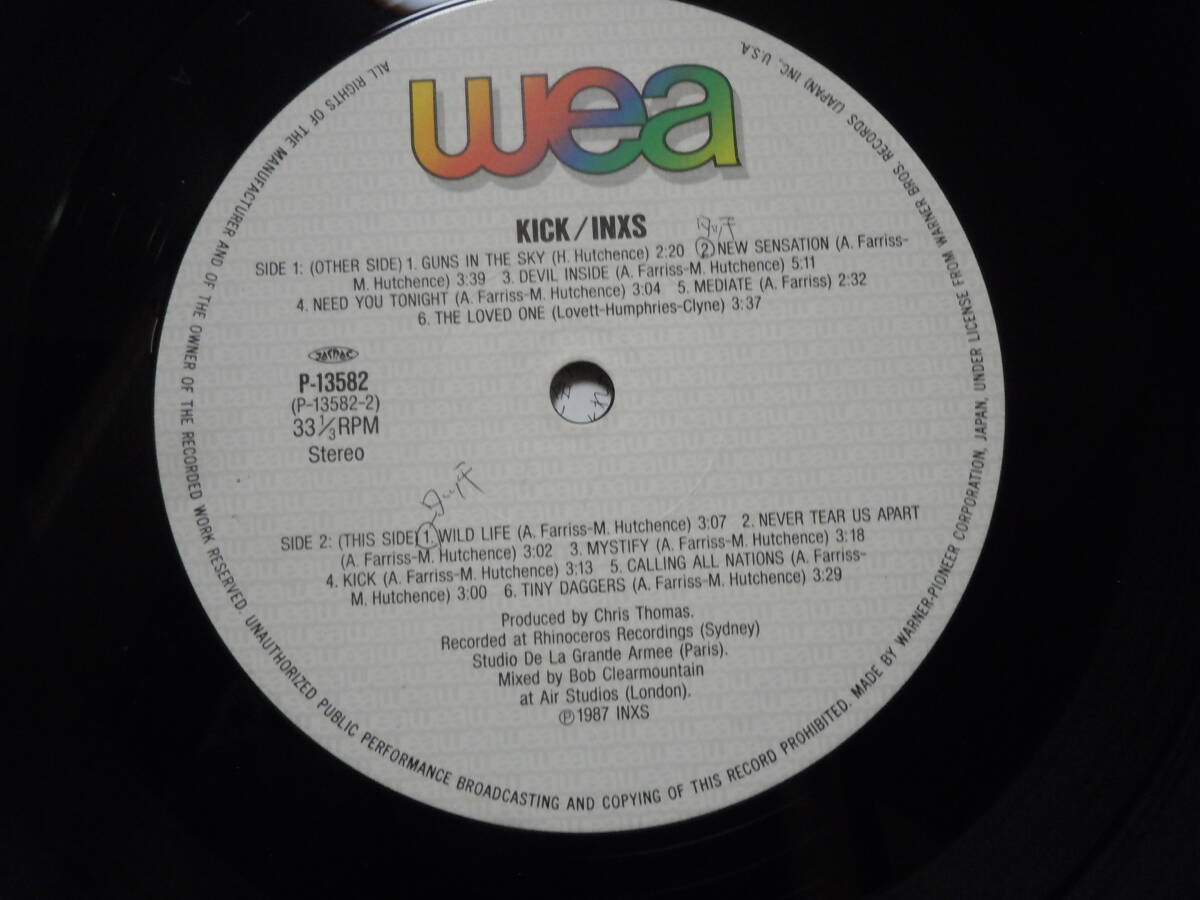 wea
KICK/INXS
SIDE 1: (OTHER SIDE) 1. GUNS IN THE SKY (H. Hutchence) 2:20 2 NEW SENSATION (A. Farriss-
M. Hutchence) 3:39 3. DEVIL INSIDE (A. Farriss-M. Hutchence) 5:11
4. NEED YOU TONIGHT (A. Farriss-M. Hutchence) 3:04 5. MEDIATE (A. Farriss) 2:32
6. THE LOVED ONE (Lovett-Humphries-Clyne) 3:37
JASRAC
P-13582
(P-13582-2)
33 1/3 RPM
Stereo
SIDE 2: (THIS SIDE) 1. WILD LIFE (A. Farriss-M. Hutchence) 3:07 2. NEVER TEAR US APART
(A. Farriss-M. Hutchence) 3:02 3. MYSTIFY (A. Farriss-M. Hutchence) 3:18
4. KICK (A. Farriss-M. Hutchence) 3:13 5. CALLING ALL NATIONS (A. Farriss-
M. Hutchence) 3:00 6. TINY DAGGERS (A. Farriss-M. Hutchence) 3:29
Produced by Chris Thomas.
Recorded at Rhinoceros Recordings (Sydney)
Studio De La Grande Armee (Paris).
Mixed by Bob Clearmountain
at Air Studios (London).
Ⓟ1987 INXS
ALL RIGHTS OF THE MANUFACTURER AND OF THE OWNER OF THE RECORDED WORK RESERVED. UNAUTHORIZED PUBLIC PERFORMANCE BROADCASTING AND COPYING OF THIS RECORD PROHIBITED. MADE BY WARNER-PIONEER CORPORATION, JAPAN, UNDER LICENSE FROM WARNER BROS. RECORDS (JAPAN) INC., U.S.A.